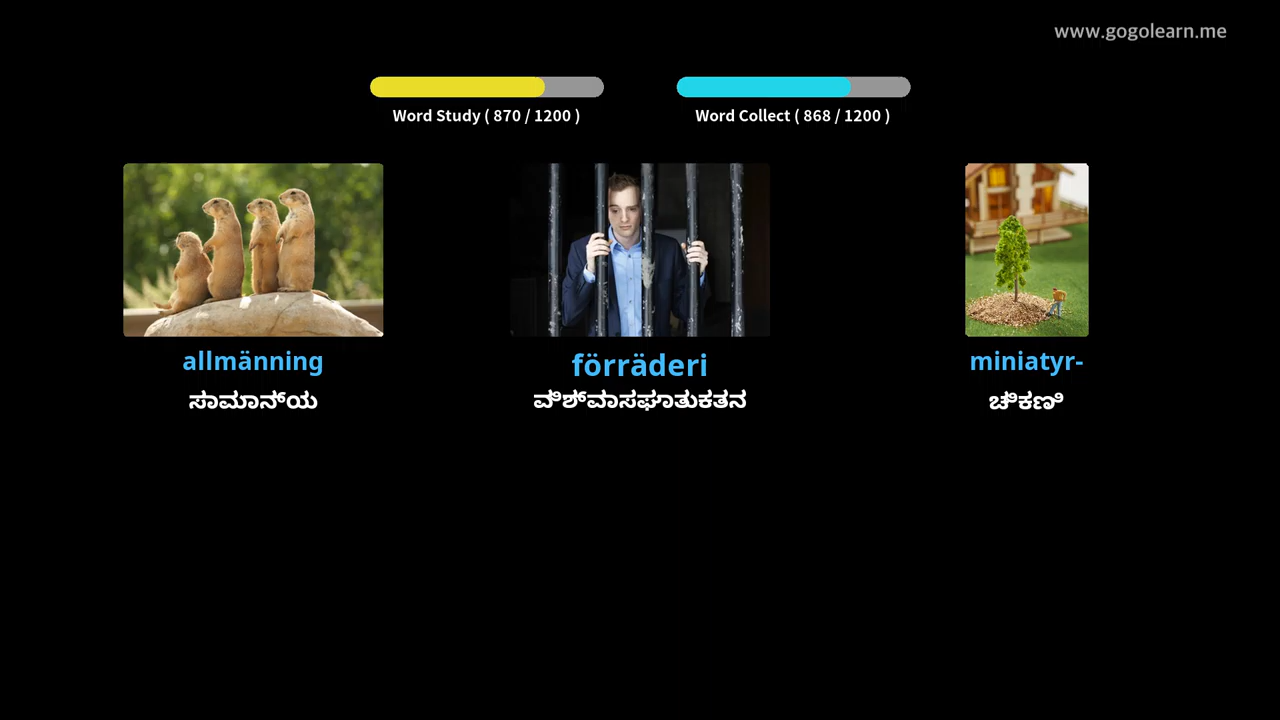 www.gogolearn.me
Word Study ( 870 / 1200 )
Word Collect ( 868 / 1200 )
allmänning
förräderi
miniatyr-
ಸಾಮಾನ್ಯ
ವಿಶ್ವಾಸಘಾತುಕತನ
ಚಿಕಣಿ